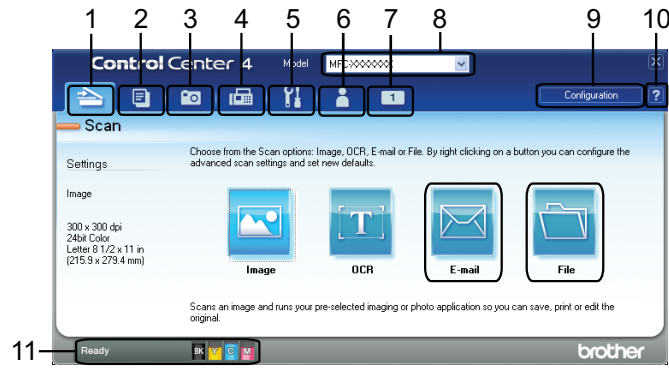 1 2 3 4 5 6 7 8 9 10
Control Center 4 Model MFC-XXXXXX
1 Configuration ?
Scan
Choose from the Scan options: Image, OCR, E-mail or File. By right clicking on a button you can configure the
advanced scan settings and set new defaults.
Settings
Image
300 x 300 dpi
24bit Color
Letter 8 1/2 x 11 in
(215.9 x 279.4 mm)
T
Image OCR E-mail File
Scans an image and runs your pre-selected imaging or photo application so you can save, print or edit the
original.
11 Ready BK Y C M brother